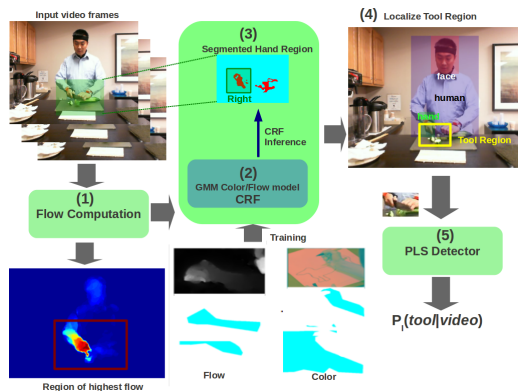 Input video frames
(1)
Flow Computation
Region of highest flow
(3)
Segmented Hand Region
Right
CRF
Inference
(2)
GMM Color/Flow model
CRF
Training
Flow
Color
(4) Localize Tool Region
face
human
hand
Tool Region
(5)
PLS Detector
P_l(tool|video)